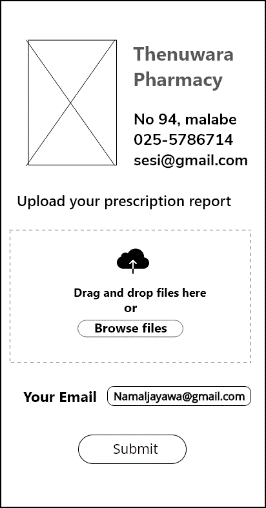 Thenuwara
Pharmacy
No 94, malabe
025-5786714
sesi@gmail.com
Upload your prescription report
Drag and drop files here
or
Browse files
Your Email Namaljayawa@gmail.com
Submit